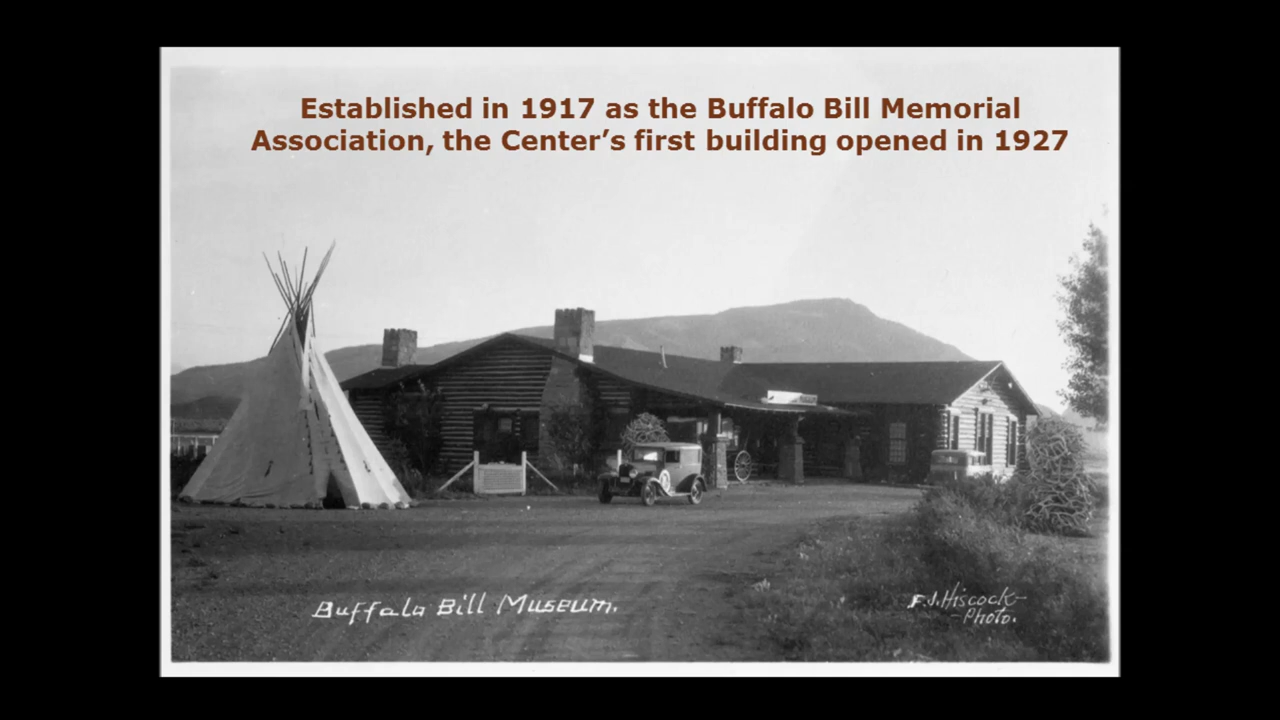 Established in 1917 as the Buffalo Bill Memorial
Association, the Center’s first building opened in 1927
Buffalo Bill Museum.
F.J. Hiscock
Photo.